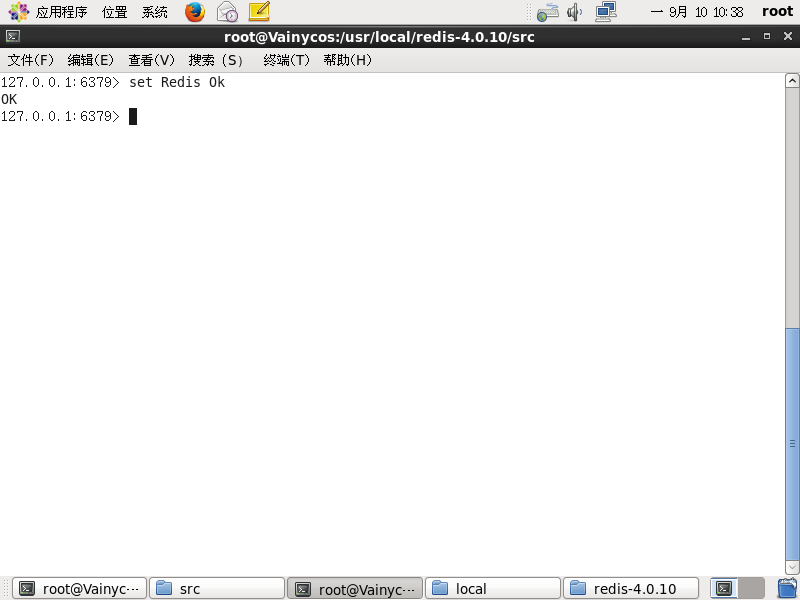 应用程序 位置 系统 一 9月 10 10:38 root
root@Vainycos:/usr/local/redis-4.0.10/src
文件(F) 编辑(E) 查看(V) 搜索 (S) 终端(T) 帮助(H)
127.0.0.1:6379> set Redis Ok
OK
127.0.0.1:6379>
root@Vainyc··· src root@Vainyc··· local redis-4.0.10